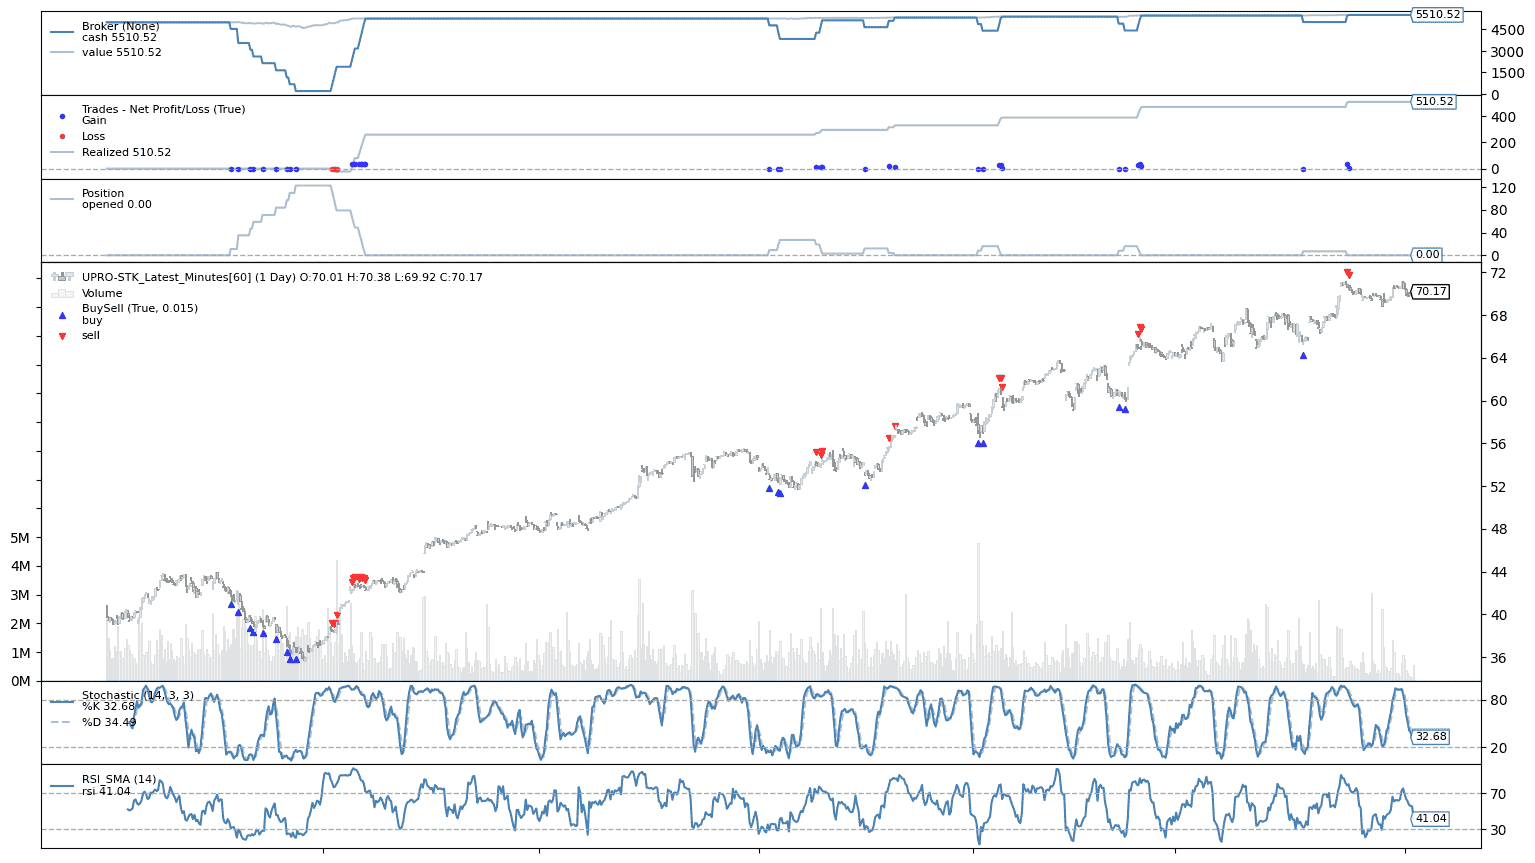 Broker (None)
cash 5510.52
value 5510.52
5510.52
4500
3000
1500
0
Trades - Net Profit/Loss (True)
Gain
Loss
Realized 510.52
510.52
400
200
0
Position
opened 0.00
120
80
40
0
0.00
UPRO-STK_Latest_Minutes[60] (1 Day) O:70.01 H:70.38 L:69.92 C:70.17
Volume
BuySell (True, 0.015)
buy
sell
72
70.17
68
64
60
56
52
48
44
40
36
5M
4M
3M
2M
1M
0M
Stochastic (14, 3, 3)
%K 32.68
%D 34.49
80
32.68
20
RSI_SMA (14)
rsi 41.04
70
41.04
30